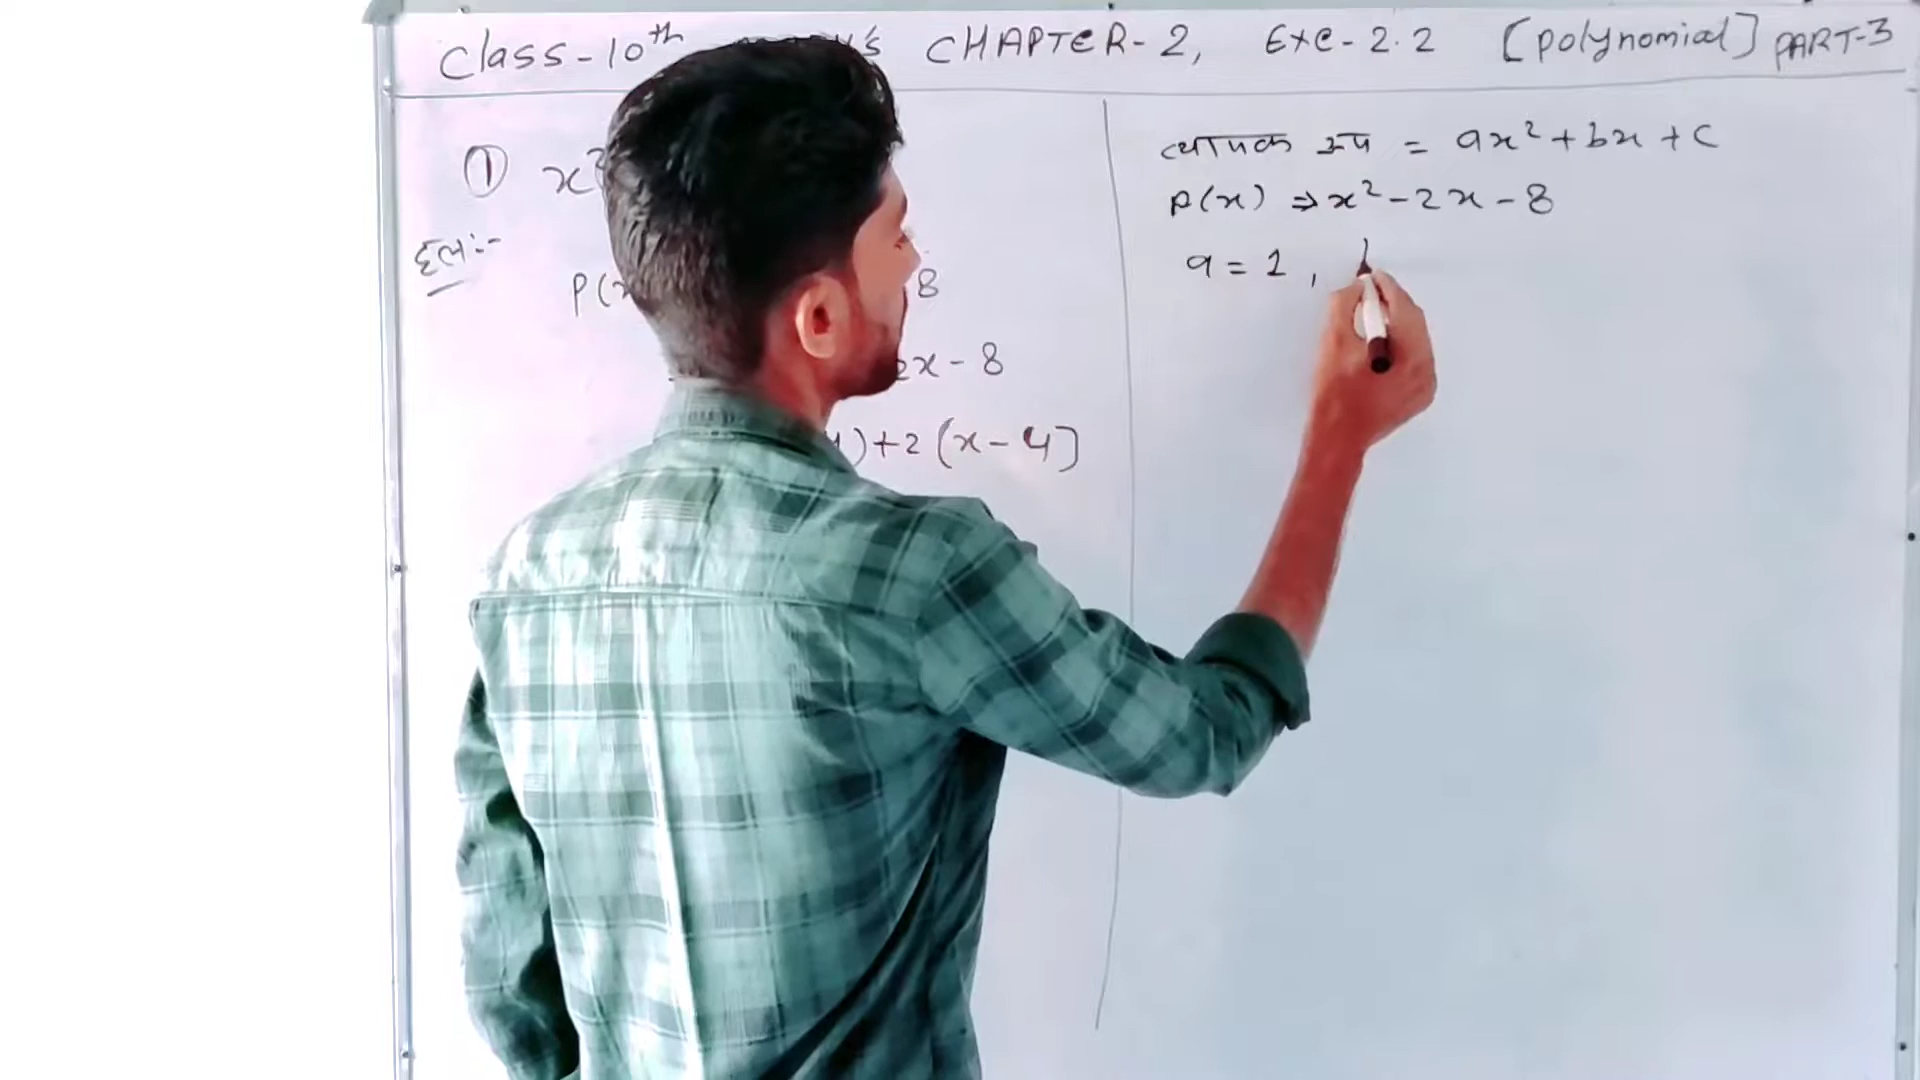 Class-10th CHAPTER-2, Exe-2.2 [polynomial] PART-3
① x²
हल:-
P(x 8
2x-8
)+2(x-4]
व्यापक रूप = ax²+bx+c
P(x) ⇒ x²-2x-8
a = 1,